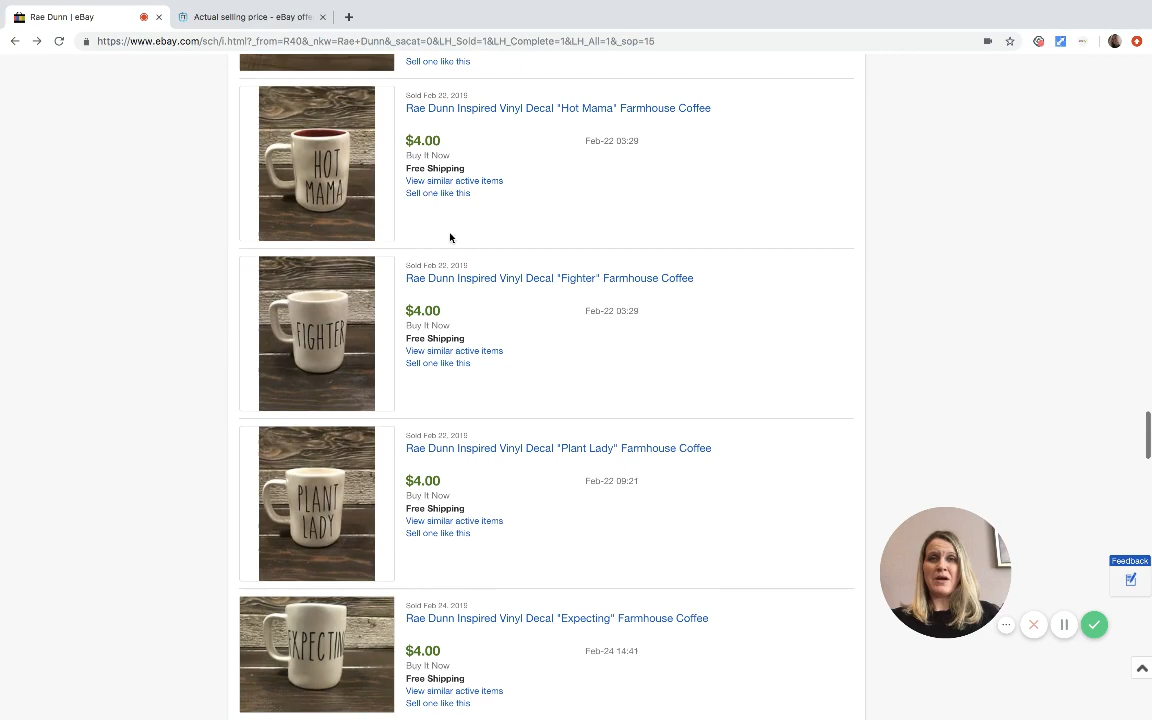 Rae Dunn | eBay
Actual selling price - eBay offe
https://www.ebay.com/sch/i.html?_from=R40&_nkw=Rae+Dunn&_sacat=0&LH_Sold=1&LH_Complete=1&LH_All=1&_sop=15
Sell one like this
Sold Feb 22, 2019
Rae Dunn Inspired Vinyl Decal "Hot Mama" Farmhouse Coffee
$4.00
Feb-22 03:29
Buy It Now
Free Shipping
View similar active items
Sell one like this
HOT
MAMA
Sold Feb 22, 2019
Rae Dunn Inspired Vinyl Decal "Fighter" Farmhouse Coffee
$4.00
Feb-22 03:29
Buy It Now
Free Shipping
View similar active items
Sell one like this
FIGHTER
Sold Feb 22, 2019
Rae Dunn Inspired Vinyl Decal "Plant Lady" Farmhouse Coffee
$4.00
Feb-22 09:21
Buy It Now
Free Shipping
View similar active items
Sell one like this
PLANT
LADY
Feedback
Sold Feb 24, 2019
Rae Dunn Inspired Vinyl Decal "Expecting" Farmhouse Coffee
$4.00
Feb-24 14:41
Buy It Now
Free Shipping
View similar active items
Sell one like this
EXPECTIN